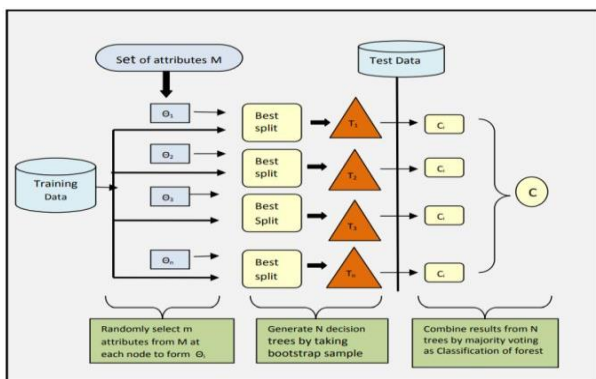 Set of attributes M
Test Data
Θ₁
Best
split
T₁
Cᵢ
Θ₂
Best
split
T₂
Cᵢ
Training
Data
Θ₃
Best
Split
T₃
Cᵢ
C
Θₙ
Best
split
Tₙ
Cᵢ
Randomly select m
attributes from M at
each node to form Θᵢ
Generate N decision
trees by taking
bootstrap sample
Combine results from N
trees by majority voting
as Classification of forest